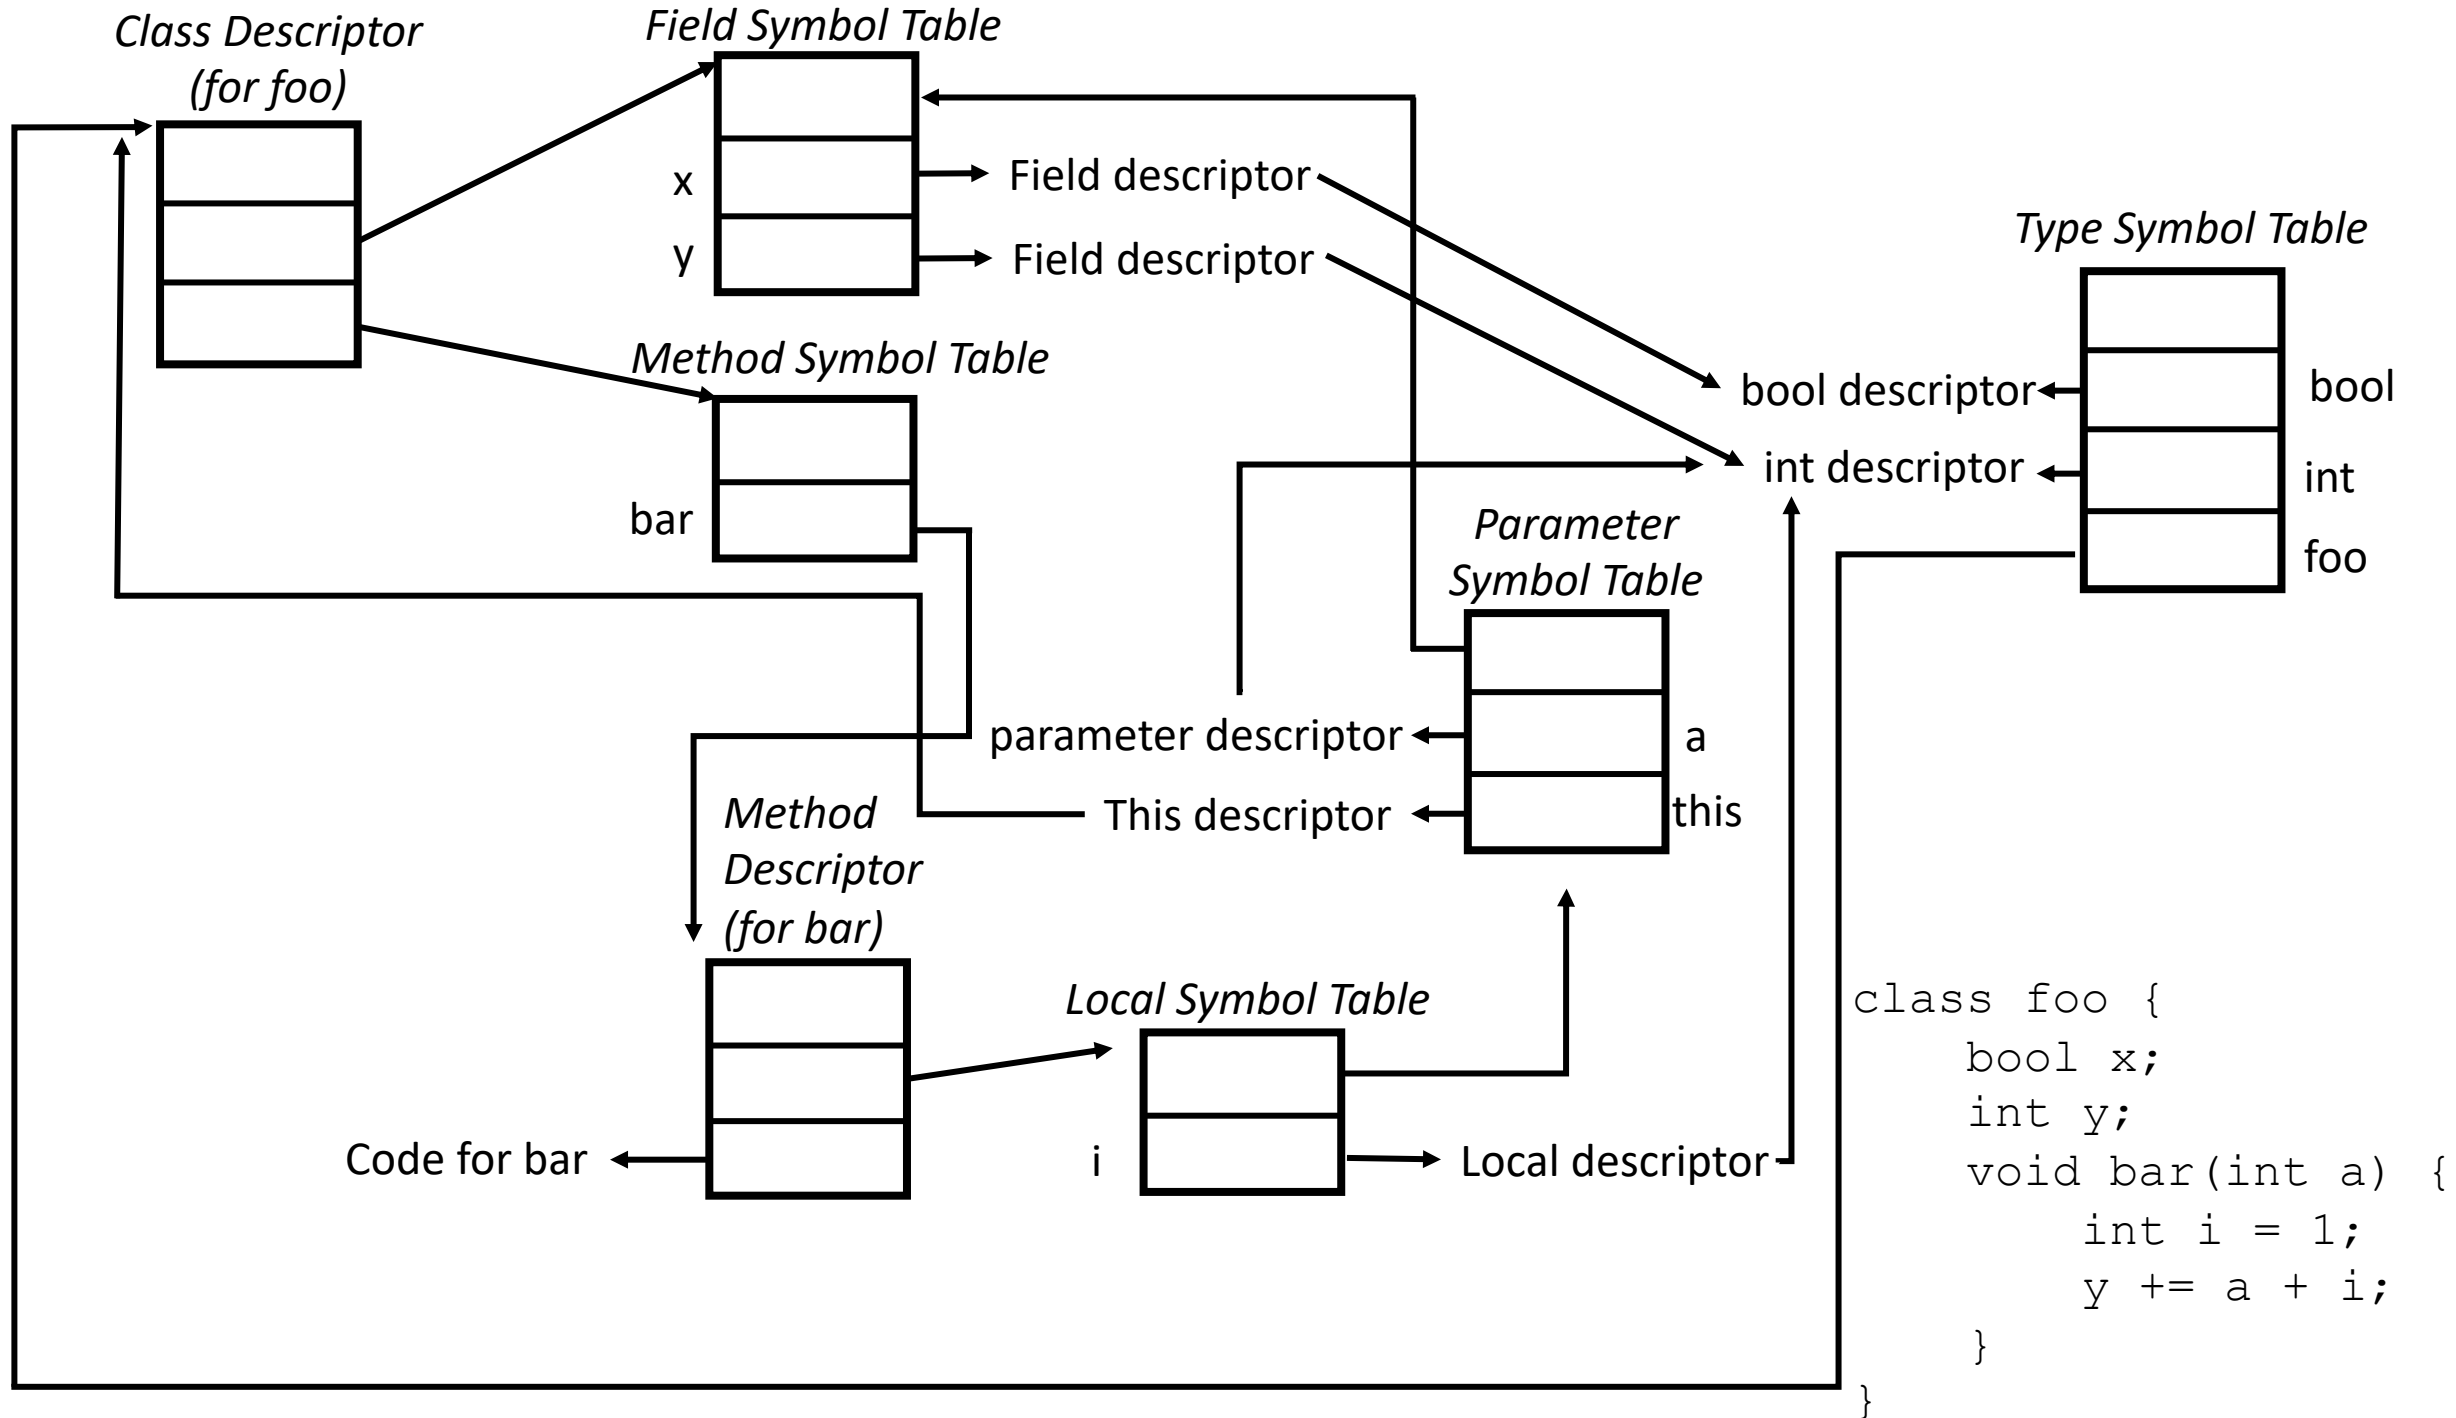 Class Descriptor
(for foo)
Field Symbol Table
x
Field descriptor
y
Field descriptor
Type Symbol Table
Method Symbol Table
bool descriptor
bool
int descriptor
int
bar
Parameter
Symbol Table
foo
parameter descriptor
a
This descriptor
this
Method
Descriptor
(for bar)
Local Symbol Table
Code for bar
i
Local descriptor
class foo {
    bool x;
    int y;
    void bar(int a) {
        int i = 1;
        y += a + i;
    }
}